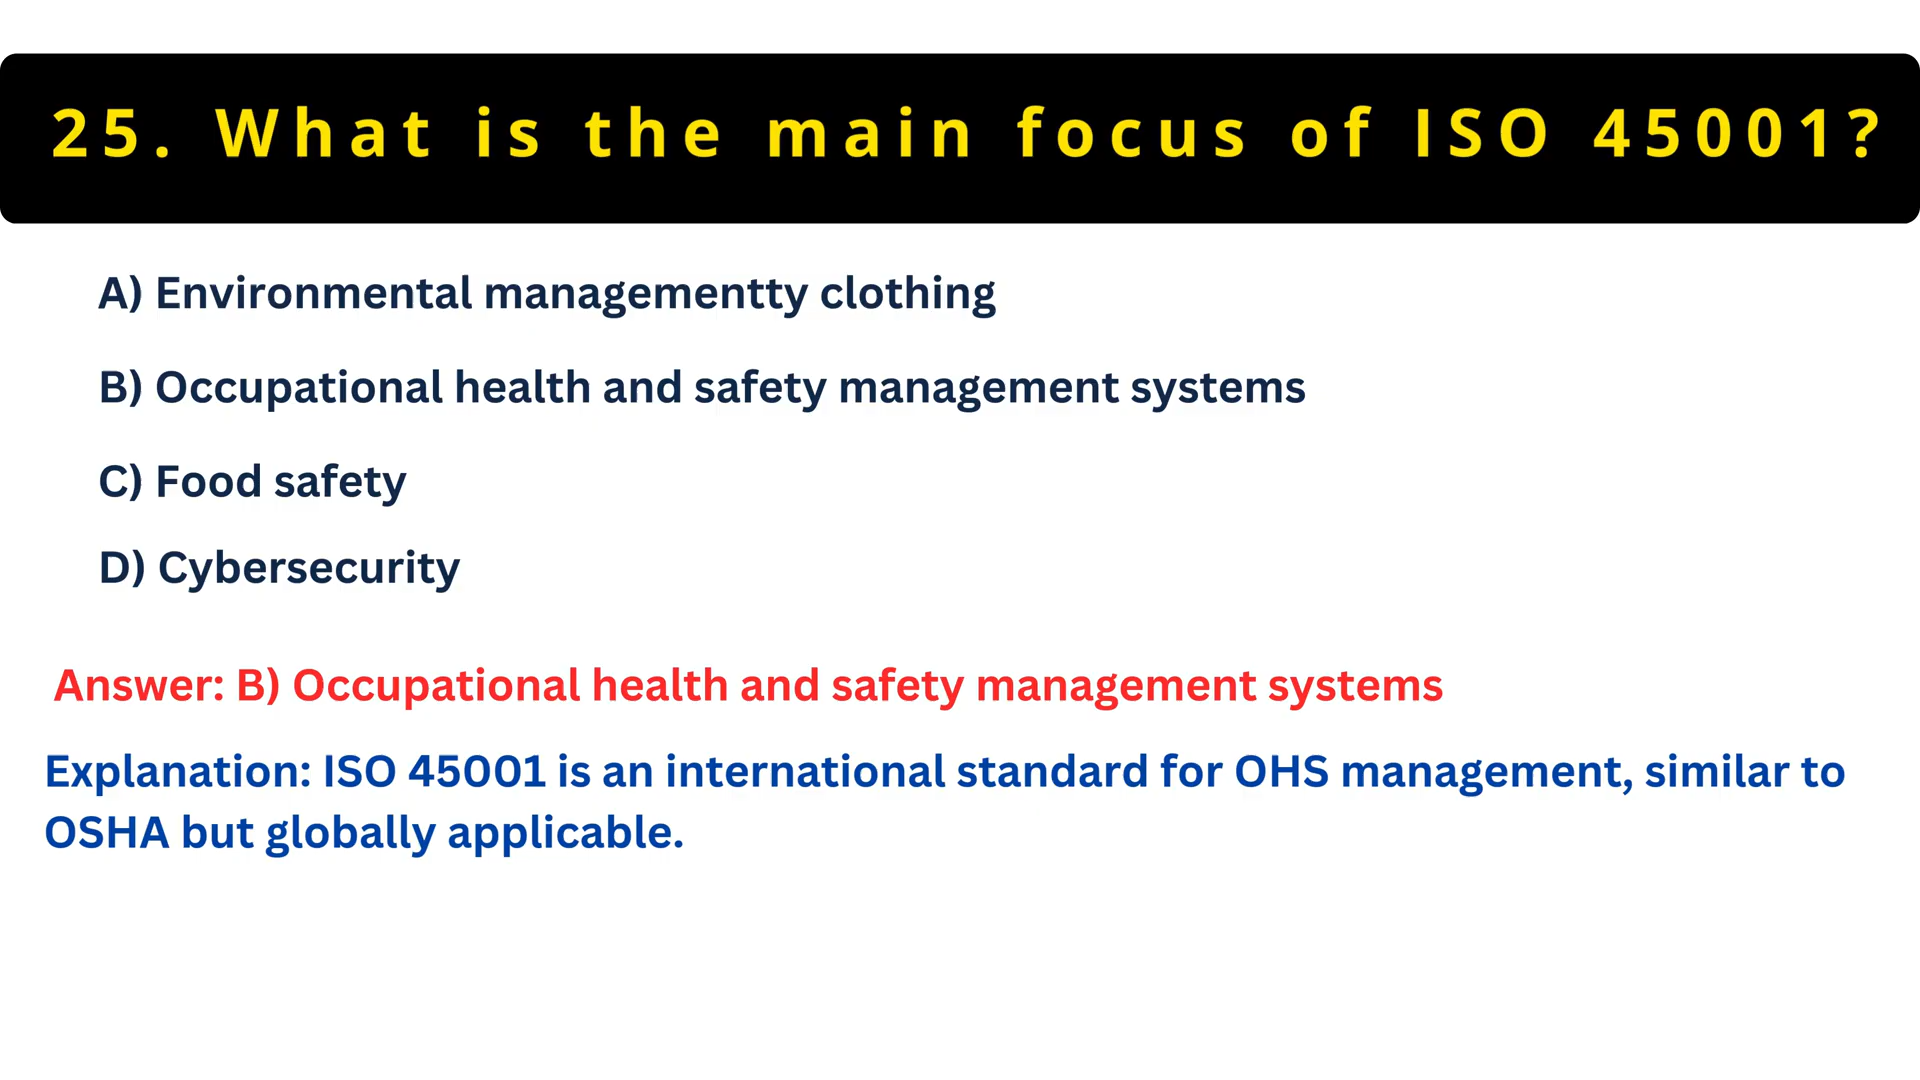 25. What is the main focus of ISO 45001?
A) Environmental managementty clothing
B) Occupational health and safety management systems
C) Food safety
D) Cybersecurity
Answer: B) Occupational health and safety management systems
Explanation: ISO 45001 is an international standard for OHS management, similar to
OSHA but globally applicable.